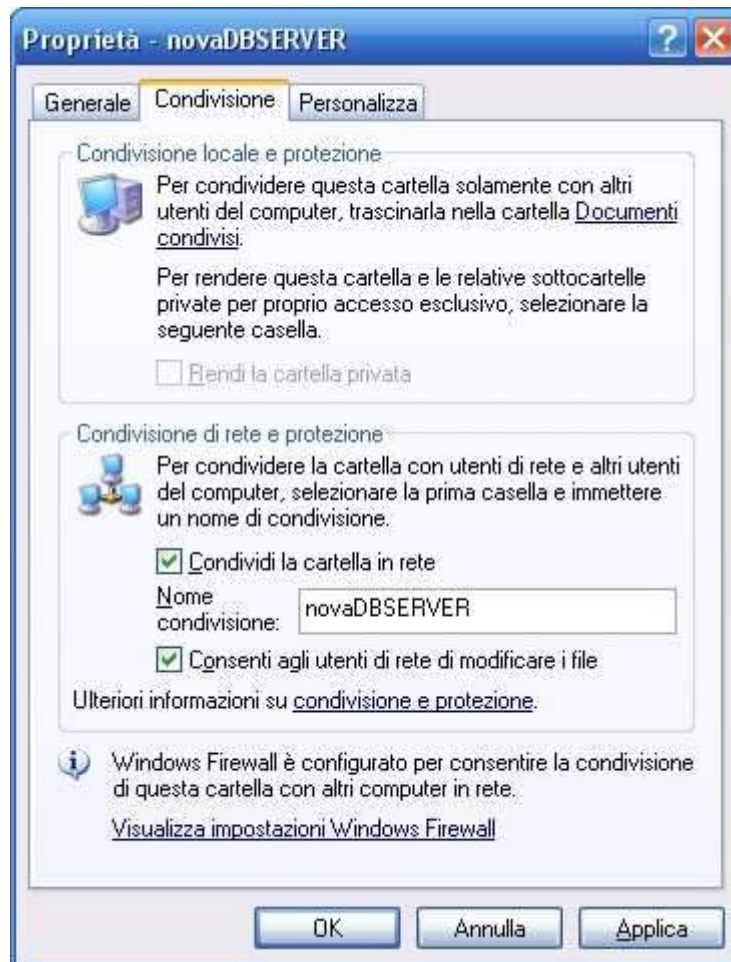 Proprietà - novaDBSERVER
Generale
Condivisione
Personalizza
Condivisione locale e protezione
Per condividere questa cartella solamente con altri
utenti del computer, trascinarla nella cartella Documenti
condivisi.
Per rendere questa cartella e le relative sottocartelle
private per proprio accesso esclusivo, selezionare la
seguente casella.
Rendi la cartella privata
Condivisione di rete e protezione
Per condividere la cartella con utenti di rete e altri utenti
del computer, selezionare la prima casella e immettere
un nome di condivisione.
Condividi la cartella in rete
Nome
condivisione:
novaDBSERVER
Consenti agli utenti di rete di modificare i file
Ulteriori informazioni su condivisione e protezione.
Windows Firewall è configurato per consentire la condivisione
di questa cartella con altri computer in rete.
Visualizza impostazioni Windows Firewall
OK
Annulla
Applica